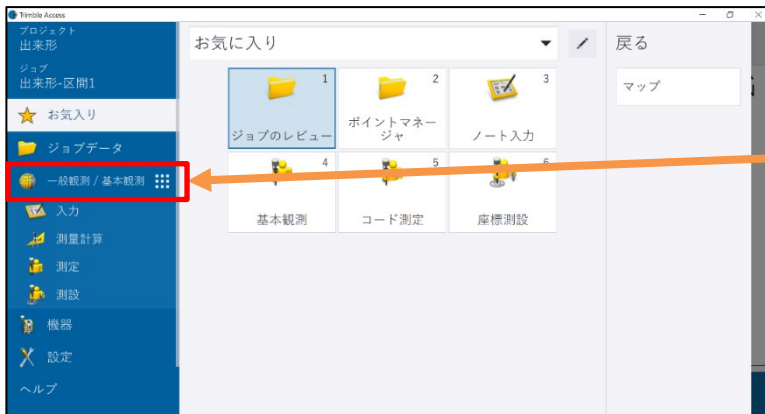 Trimble Access
プロジェクト
出来形
ジョブ
出来形-区間1
お気入り
ジョブデータ
一般観測 / 基本観測
入力
測量計算
測定
測設
機器
設定
ヘルプ
お気に入り
1
ジョブのレビュー
2
ポイントマネー
ジャ
3
ノート入力
4
基本観測
5
コード測定
6
座標測設
戻る
マップ